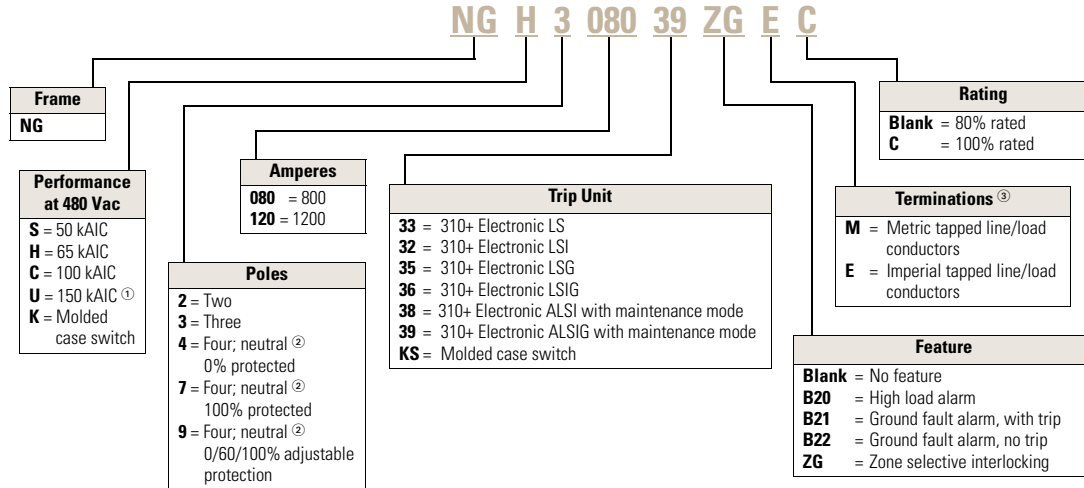 NG H 3 080 39 ZG E C
Frame
NG
Performance
at 480 Vac
S = 50 kAIC
H = 65 kAIC
C = 100 kAIC
U = 150 kAIC ①
K = Molded
case switch
Poles
2 = Two
3 = Three
4 = Four; neutral ②
0% protected
7 = Four; neutral ②
100% protected
9 = Four; neutral ②
0/60/100% adjustable
protection
Amperes
080 = 800
120 = 1200
Trip Unit
33 = 310+ Electronic LS
32 = 310+ Electronic LSI
35 = 310+ Electronic LSG
36 = 310+ Electronic LSIG
38 = 310+ Electronic ALSI with maintenance mode
39 = 310+ Electronic ALSIG with maintenance mode
KS = Molded case switch
Rating
Blank = 80% rated
C = 100% rated
Terminations ③
M = Metric tapped line/load
conductors
E = Imperial tapped line/load
conductors
Feature
Blank = No feature
B20 = High load alarm
B21 = Ground fault alarm, with trip
B22 = Ground fault alarm, no trip
ZG = Zone selective interlocking